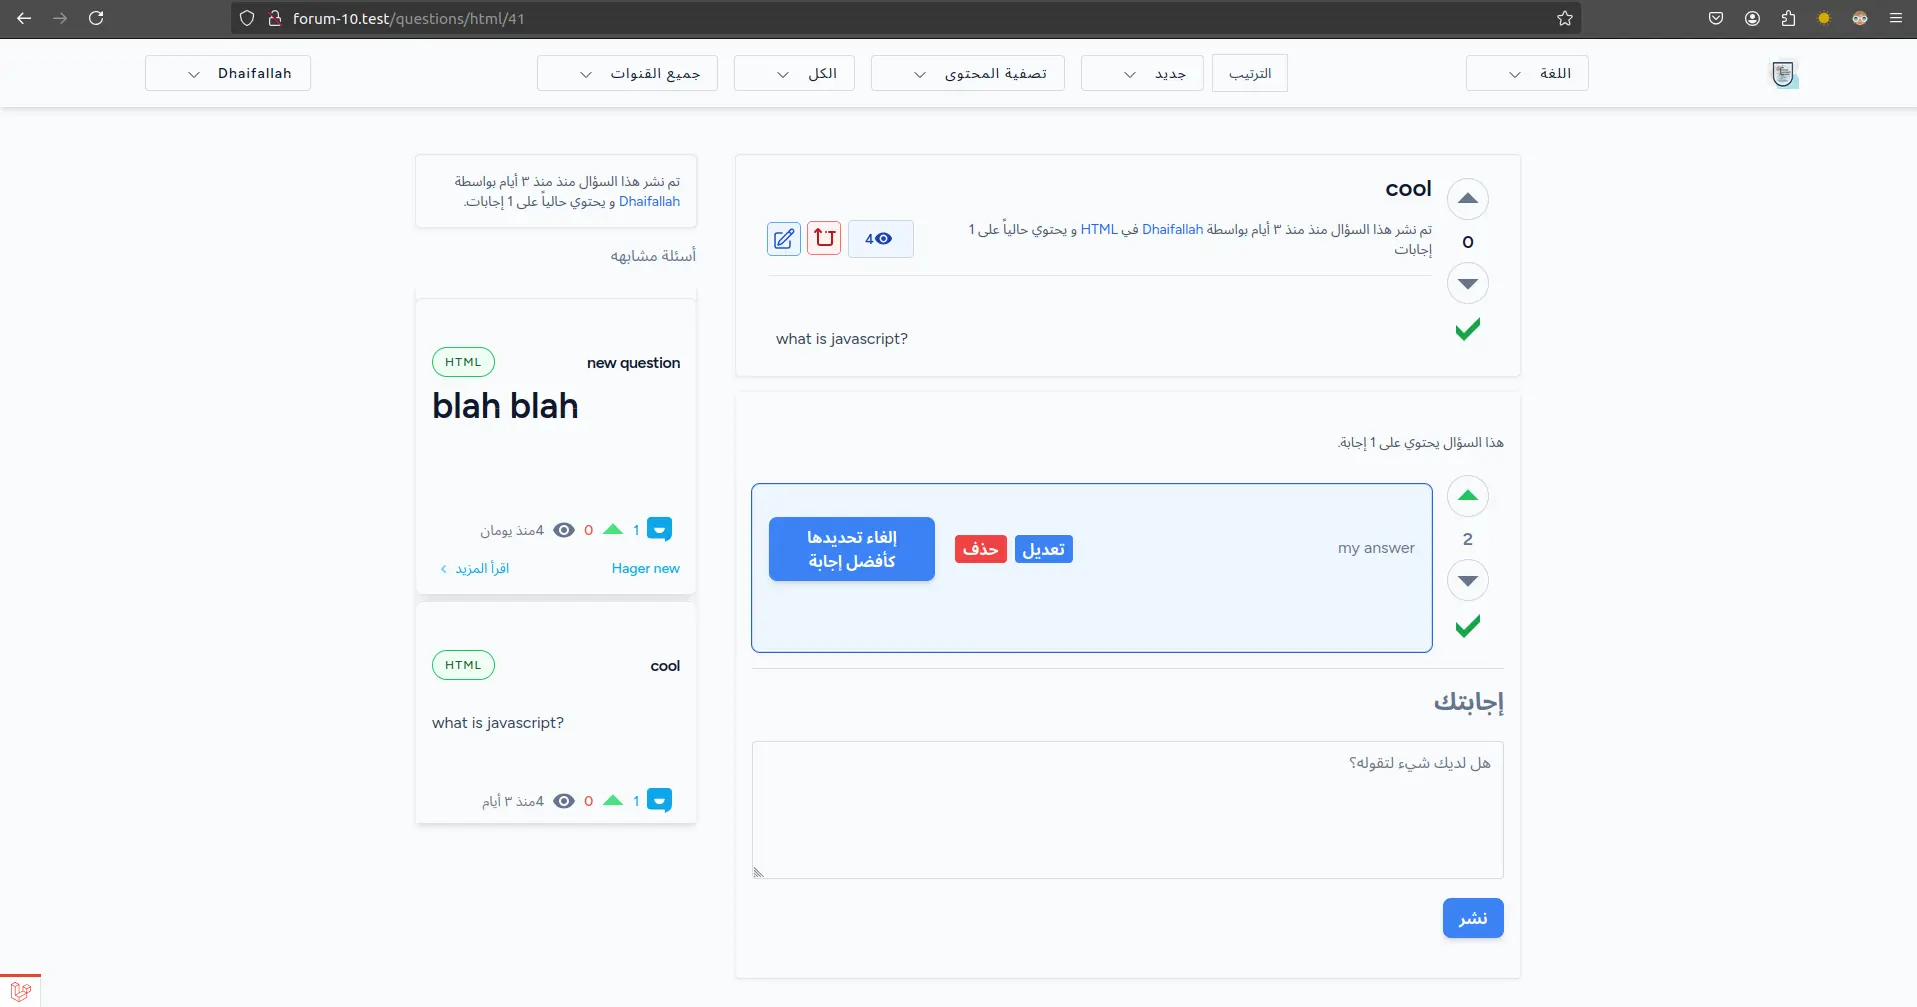 forum-10.test/questions/html/41
اللغة
الترتيب
جديد
تصفية المحتوى
الكل
جميع القنوات
Dhaifallah
cool
تم نشر هذا السؤال منذ منذ ٣ أيام بواسطة Dhaifallah في HTML و يحتوي حالياً على 1
إجابات
4
0
what is javascript?
هذا السؤال يحتوي على 1 إجابة.
my answer
تعديل
حذف
إلغاء تحديدها
كأفضل إجابة
2
إجابتك
هل لديك شيء لتقوله؟
نشر
تم نشر هذا السؤال منذ منذ ٣ أيام بواسطة
Dhaifallah و يحتوي حالياً على 1 إجابات.
أسئلة مشابهه
new question
HTML
blah blah
1 0 4منذ يومان
Hager new
اقرأ المزيد
cool
HTML
what is javascript?
1 0 4منذ ٣ أيام